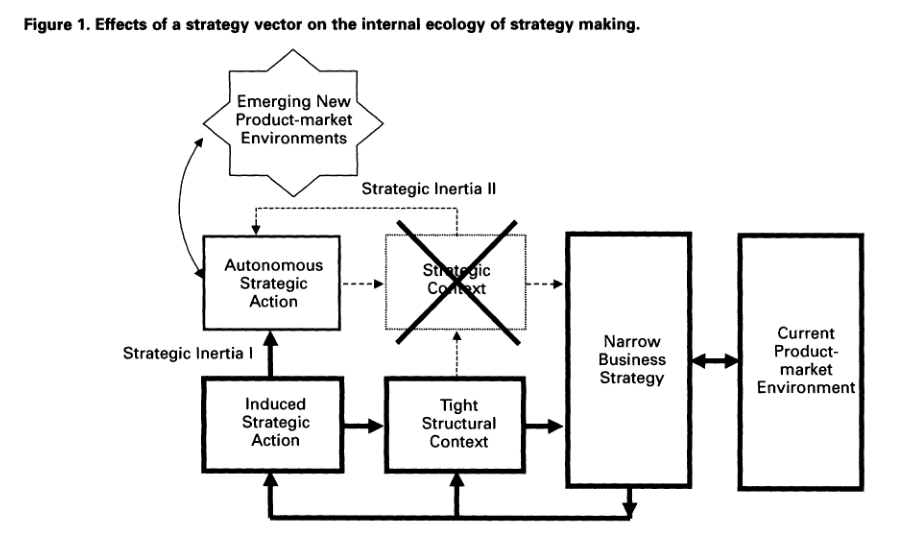 Figure 1. Effects of a strategy vector on the internal ecology of strategy making.
Emerging New
Product-market
Environments
Strategic Inertia II
Autonomous
Strategic
Action
Strategic
Context
Strategic Inertia I
Induced
Strategic
Action
Tight
Structural
Context
Narrow
Business
Strategy
Current
Product-
market
Environment